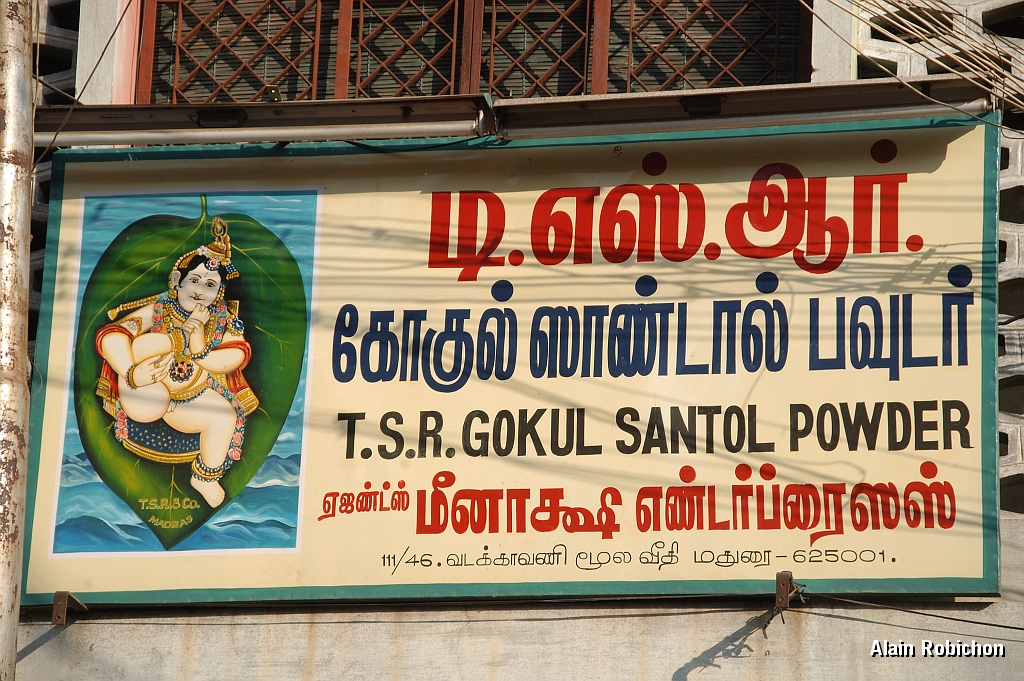 டி.எஸ்.ஆர்.
கோகுல் ஸாண்டால் பவுடர்
T.S.R. GOKUL SANTOL POWDER
ஏஜண்ட்ஸ் மீனாக்ஷி எண்டர்ப்ரைஸஸ்
111/46. வடக்காவணி மூல வீதி மதுரை - 625001.
T.S.R. & CO.
MADRAS
Alain Robichon